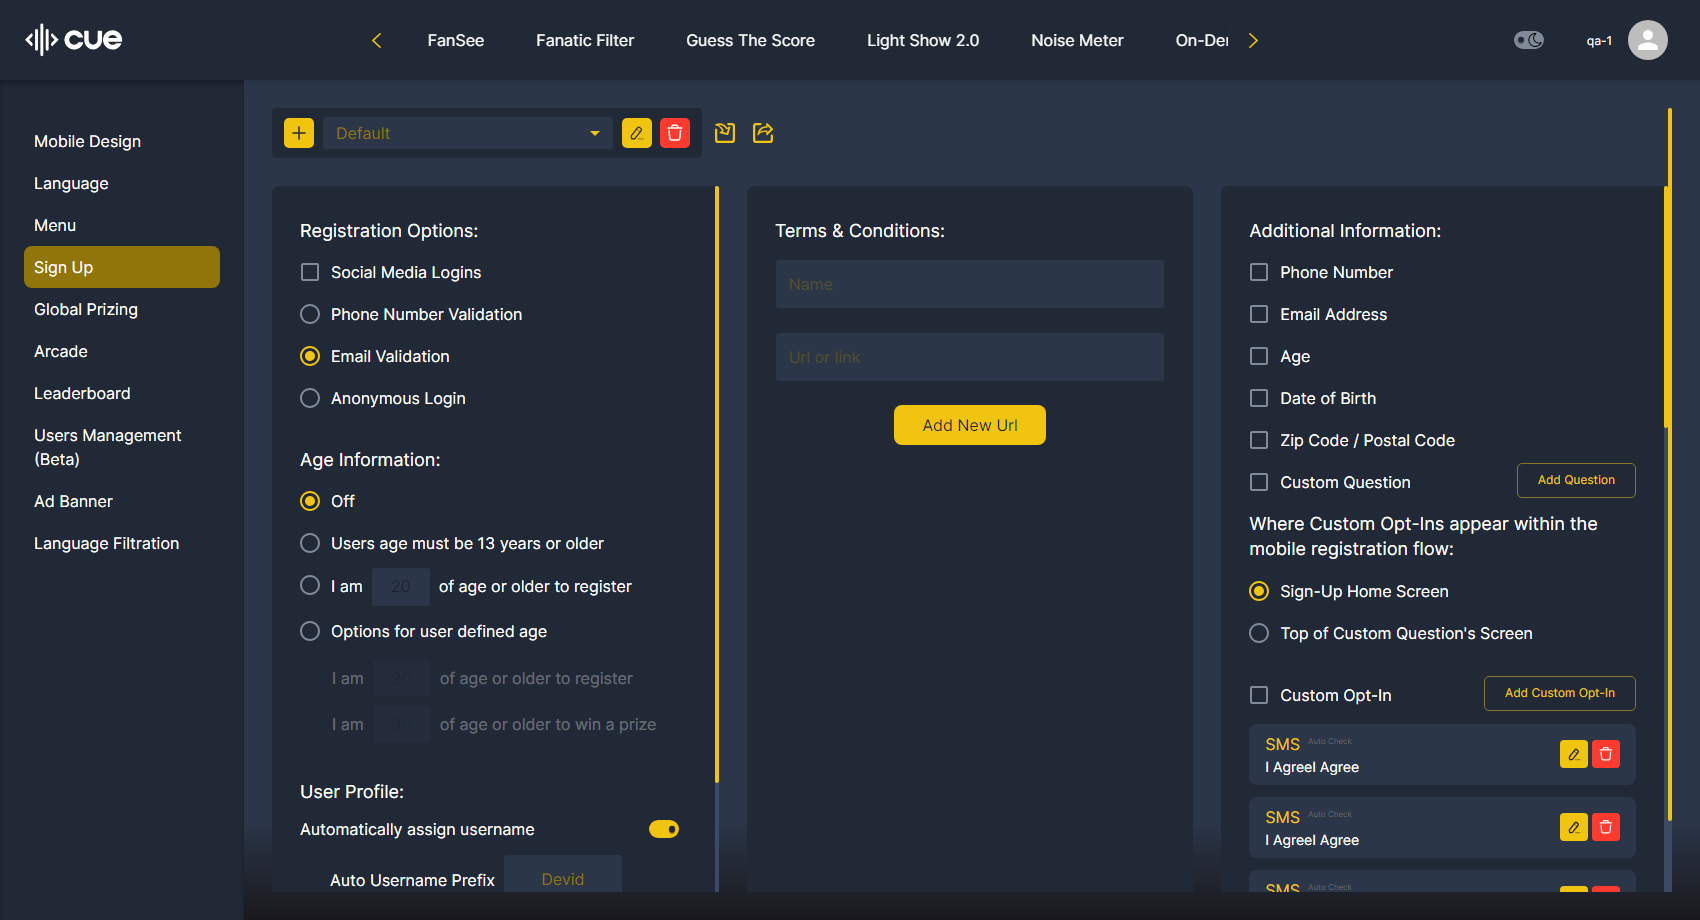 cue
FanSee
Fanatic Filter
Guess The Score
Light Show 2.0
Noise Meter
On-Der
qa-1
Mobile Design
Language
Menu
Sign Up
Global Prizing
Arcade
Leaderboard
Users Management
(Beta)
Ad Banner
Language Filtration
Default
Registration Options:
Social Media Logins
Phone Number Validation
Email Validation
Anonymous Login
Age Information:
Off
Users age must be 13 years or older
I am 20 of age or older to register
Options for user defined age
I am 20 of age or older to register
I am 30 of age or older to win a prize
User Profile:
Automatically assign username
Auto Username Prefix Devid
Terms & Conditions:
Name
Url or link
Add New Url
Additional Information:
Phone Number
Email Address
Age
Date of Birth
Zip Code / Postal Code
Custom Question Add Question
Where Custom Opt-Ins appear within the
mobile registration flow:
Sign-Up Home Screen
Top of Custom Question's Screen
Custom Opt-In Add Custom Opt-In
SMS Auto Check
I AgreeI Agree
SMS Auto Check
I AgreeI Agree
SMS Auto Check